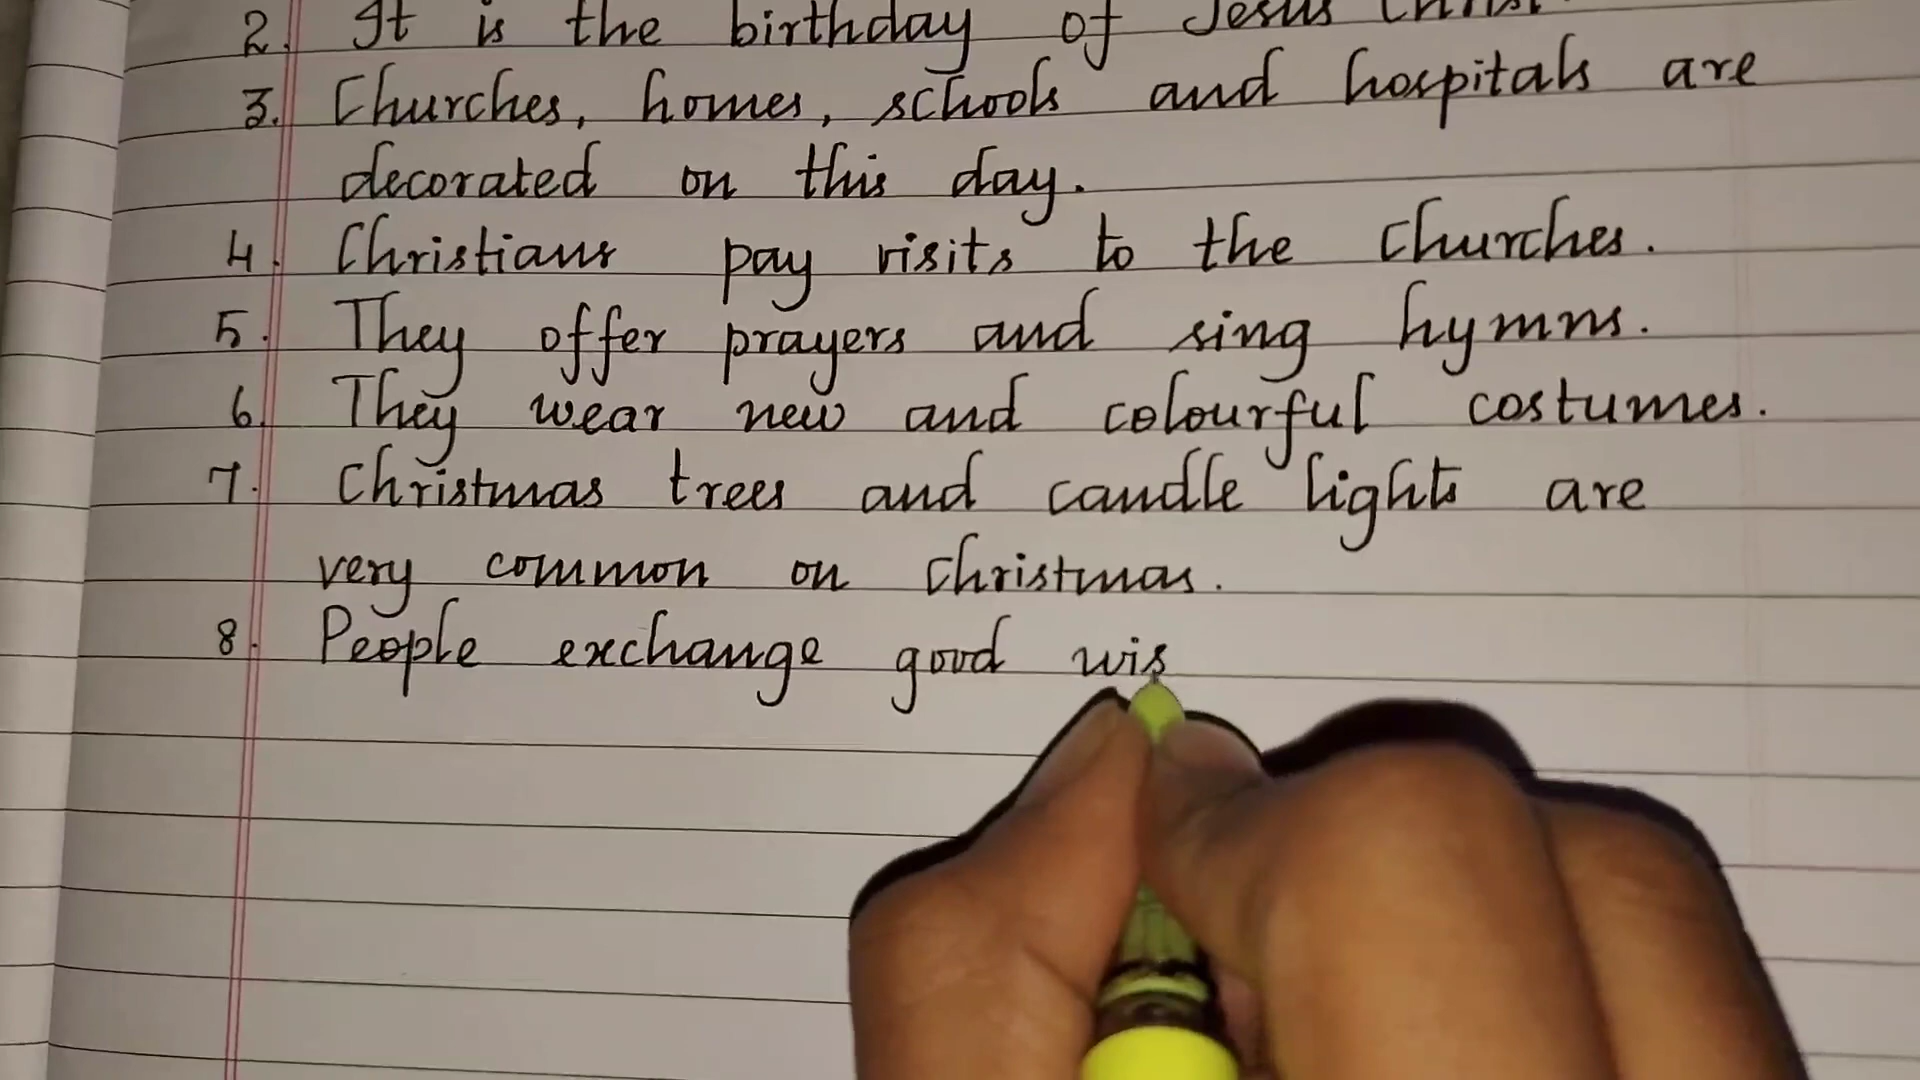 2. It is the birthday of Jesus Christ
3. Churches, homes, schools and hospitals are
decorated on this day.
4. Christians pay visits to the churches.
5. They offer prayers and sing hymns.
6. They wear new and colourful costumes.
7. Christmas trees and candle lights are
very common on christmas.
8. People exchange good wis